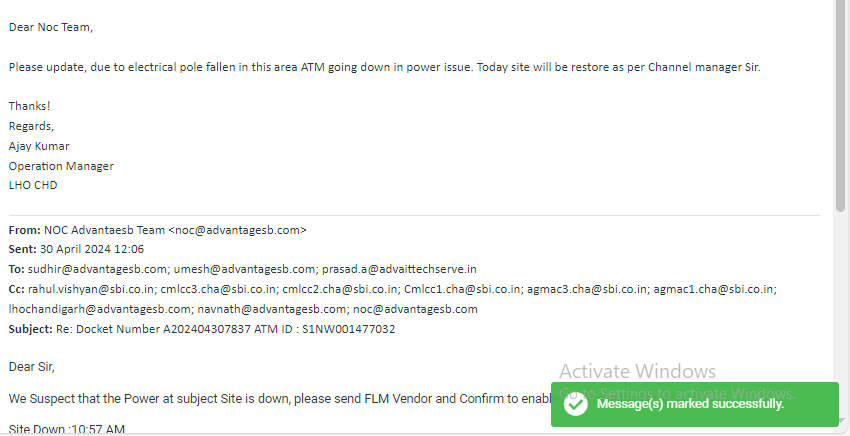 Dear Noc Team,
Please update, due to electrical pole fallen in this area ATM going down in power issue. Today site will be restore as per Channel manager Sir.
Thanks!
Regards,
Ajay Kumar
Operation Manager
LHO CHD
From: NOC Advantaesb Team <noc@advantagesb.com>
Sent: 30 April 2024 12:06
To: sudhir@advantagesb.com; umesh@advantagesb.com; prasad.a@advaittechserve.in
Cc: rahul.vishyan@sbi.co.in; cmlcc3.cha@sbi.co.in; cmlcc2.cha@sbi.co.in; Cmlcc1.cha@sbi.co.in; agmac3.cha@sbi.co.in; agmac1.cha@sbi.co.in;
lhochandigarh@advantagesb.com; navnath@advantagesb.com; noc@advantagesb.com
Subject: Re: Docket Number A202404307837 ATM ID : S1NW001477032
Dear Sir,
We Suspect that the Power at subject Site is down, please send FLM Vendor and Confirm to enabl
Site Down :10:57 AM
Activate Windows
Go to Settings to activate Windows.
Message(s) marked successfully.